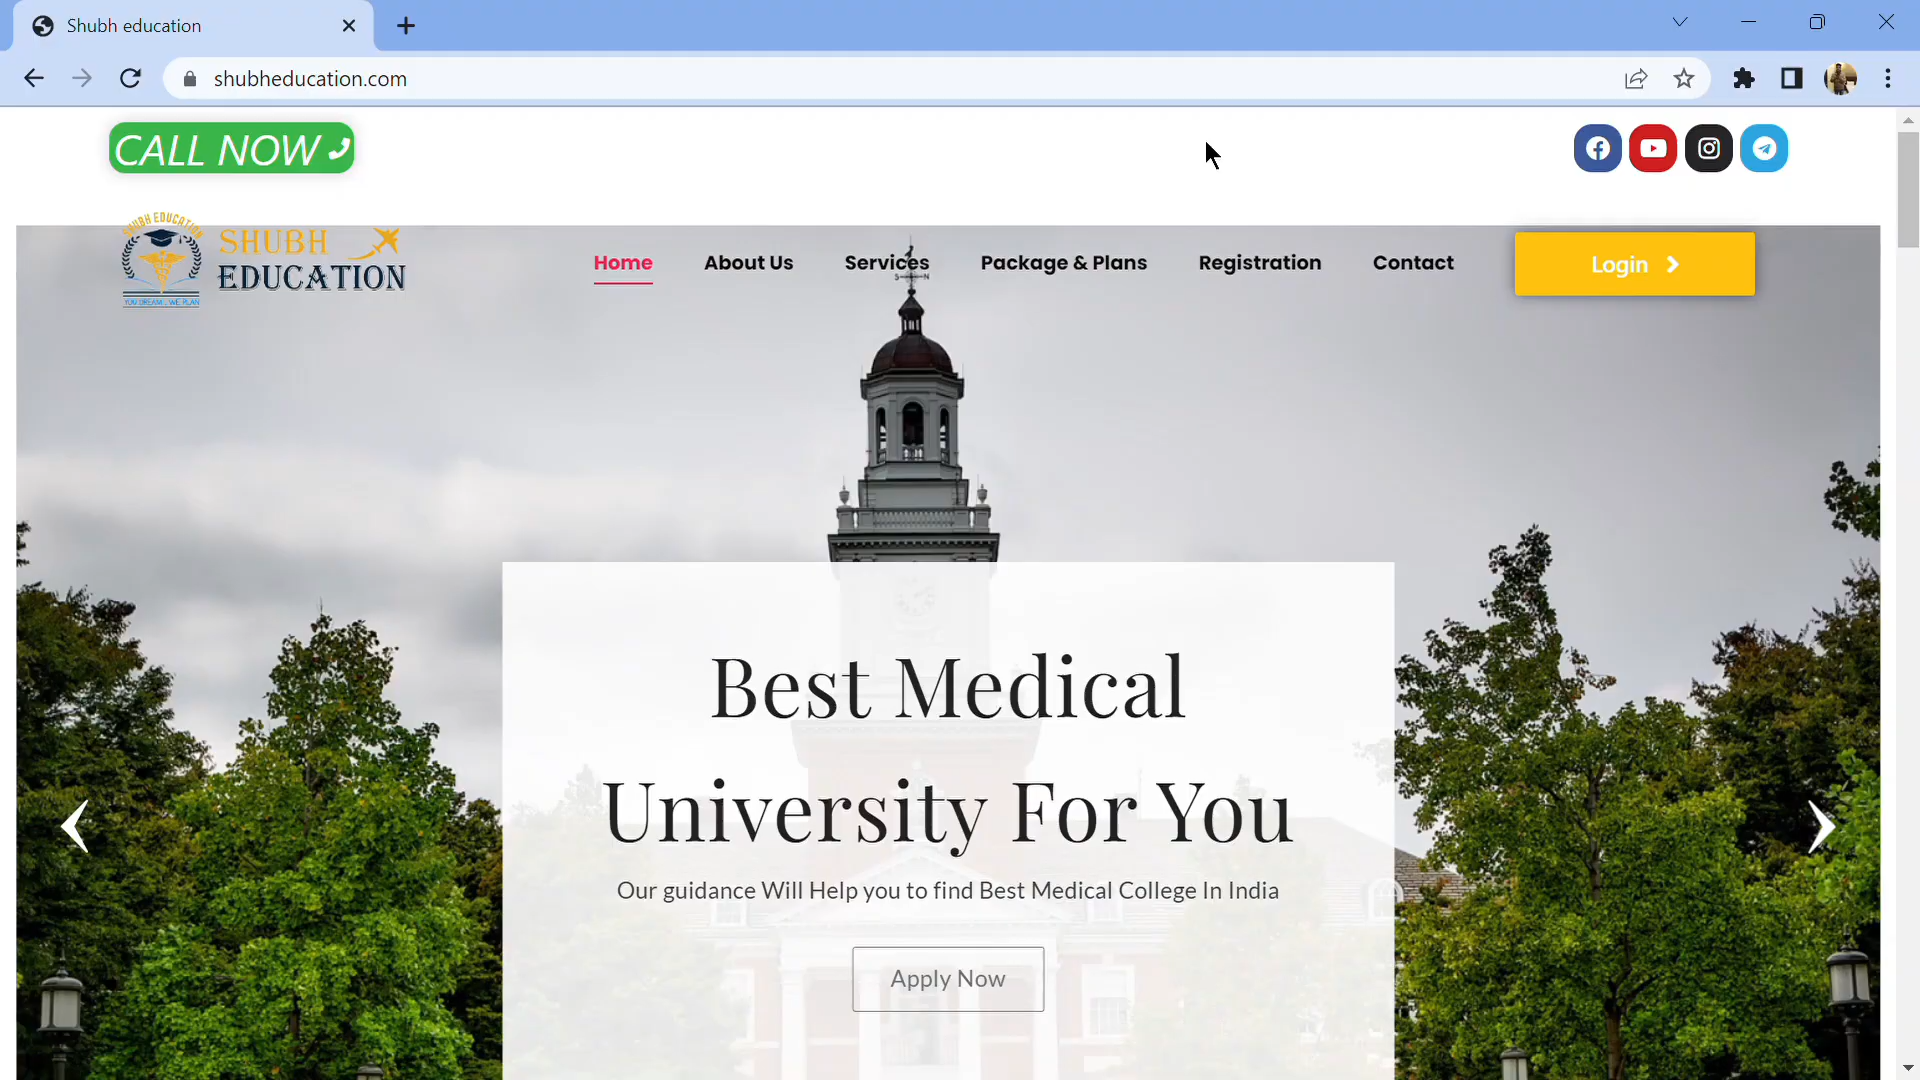 Shubh education
shubheducation.com
CALL NOW
SHUBH EDUCATION
YOU DREAM.. WE PLAN
SHUBH
EDUCATION
Home
About Us
Services
Package & Plans
Registration
Contact
Login
Best Medical
University For You
Our guidance Will Help you to find Best Medical College In India
Apply Now